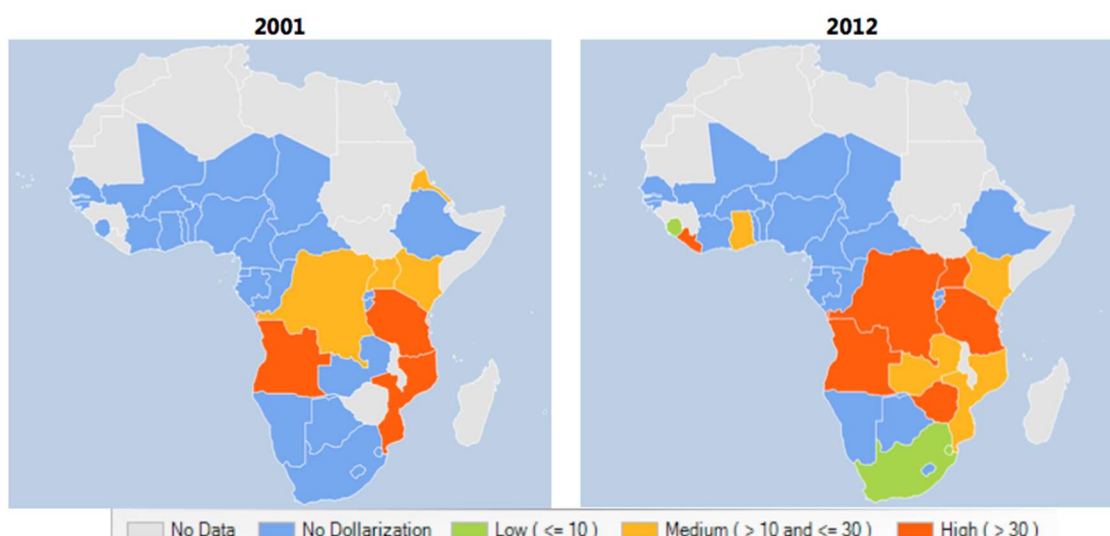 2001
2012
No Data No Dollarization Low ( <= 10 ) Medium ( > 10 and <= 30 ) High ( > 30 )